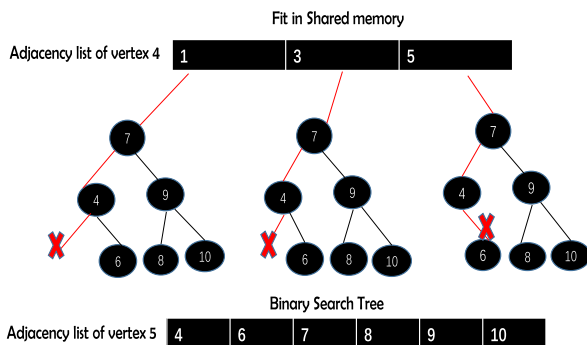 Fit in Shared memory
Adjacency list of vertex 4 1 3 5
7 7 7
4 9 4 9 4 9
6 8 10 6 8 10 6 8 10
Binary Search Tree
Adjacency list of vertex 5 4 6 7 8 9 10